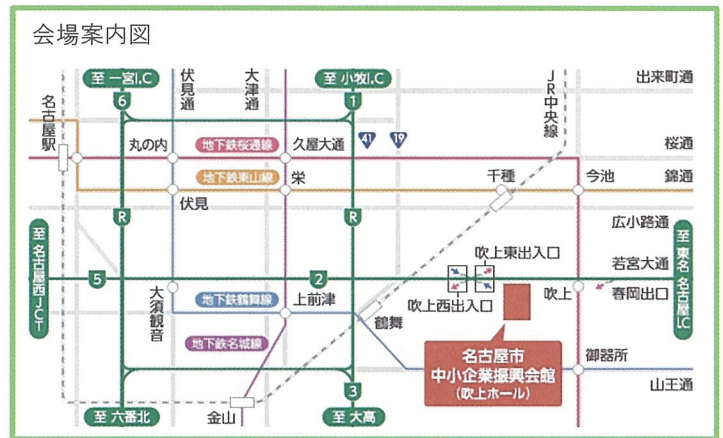 会場案内図
至 一宮I.C
伏見通
大津通
至 小牧I.C
JR中央線
出来町通
名古屋駅
6
1
丸の内
地下鉄桜通線
久屋大通
41
19
桜通
地下鉄東山線
栄
千種
今池
錦通
伏見
R
R
広小路通
至 名古屋西JCT
至 東名 名古屋I.C
吹上東出入口
若宮大通
5
2
大須観音
地下鉄鶴舞線
上前津
吹上西出入口
吹上
春岡出口
鶴舞
地下鉄名城線
名古屋市
中小企業振興会館
(吹上ホール)
御器所
山王通
3
至 六番北
金山
至 大高